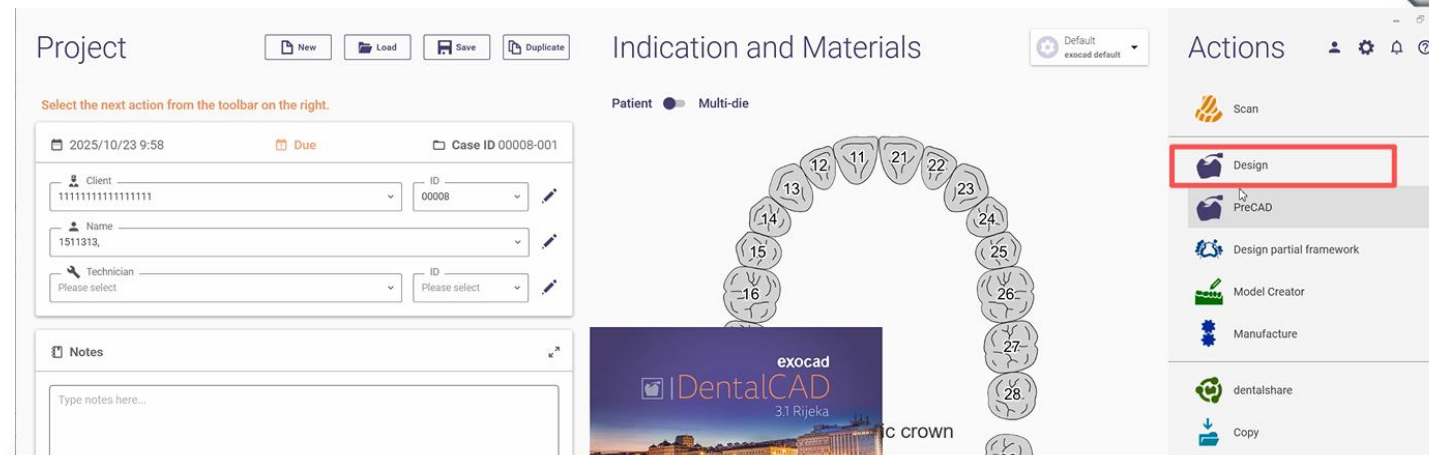 Project
New
Load
Save
Duplicate
Select the next action from the toolbar on the right.
2025/10/23 9:58
Due
Case ID 00008-001
Client
11111111111111111
ID
00008
Name
1511313,
Technician
Please select
ID
Please select
Notes
Type notes here...
Indication and Materials
Default
exocad default
Patient
Multi-die
11
21
12
22
13
23
14
24
15
25
16
26
27
28
exocad
DentalCAD
3.1 Rijeka
ic crown
Actions
Scan
Design
PreCAD
Design partial framework
Model Creator
Manufacture
dentalshare
Copy